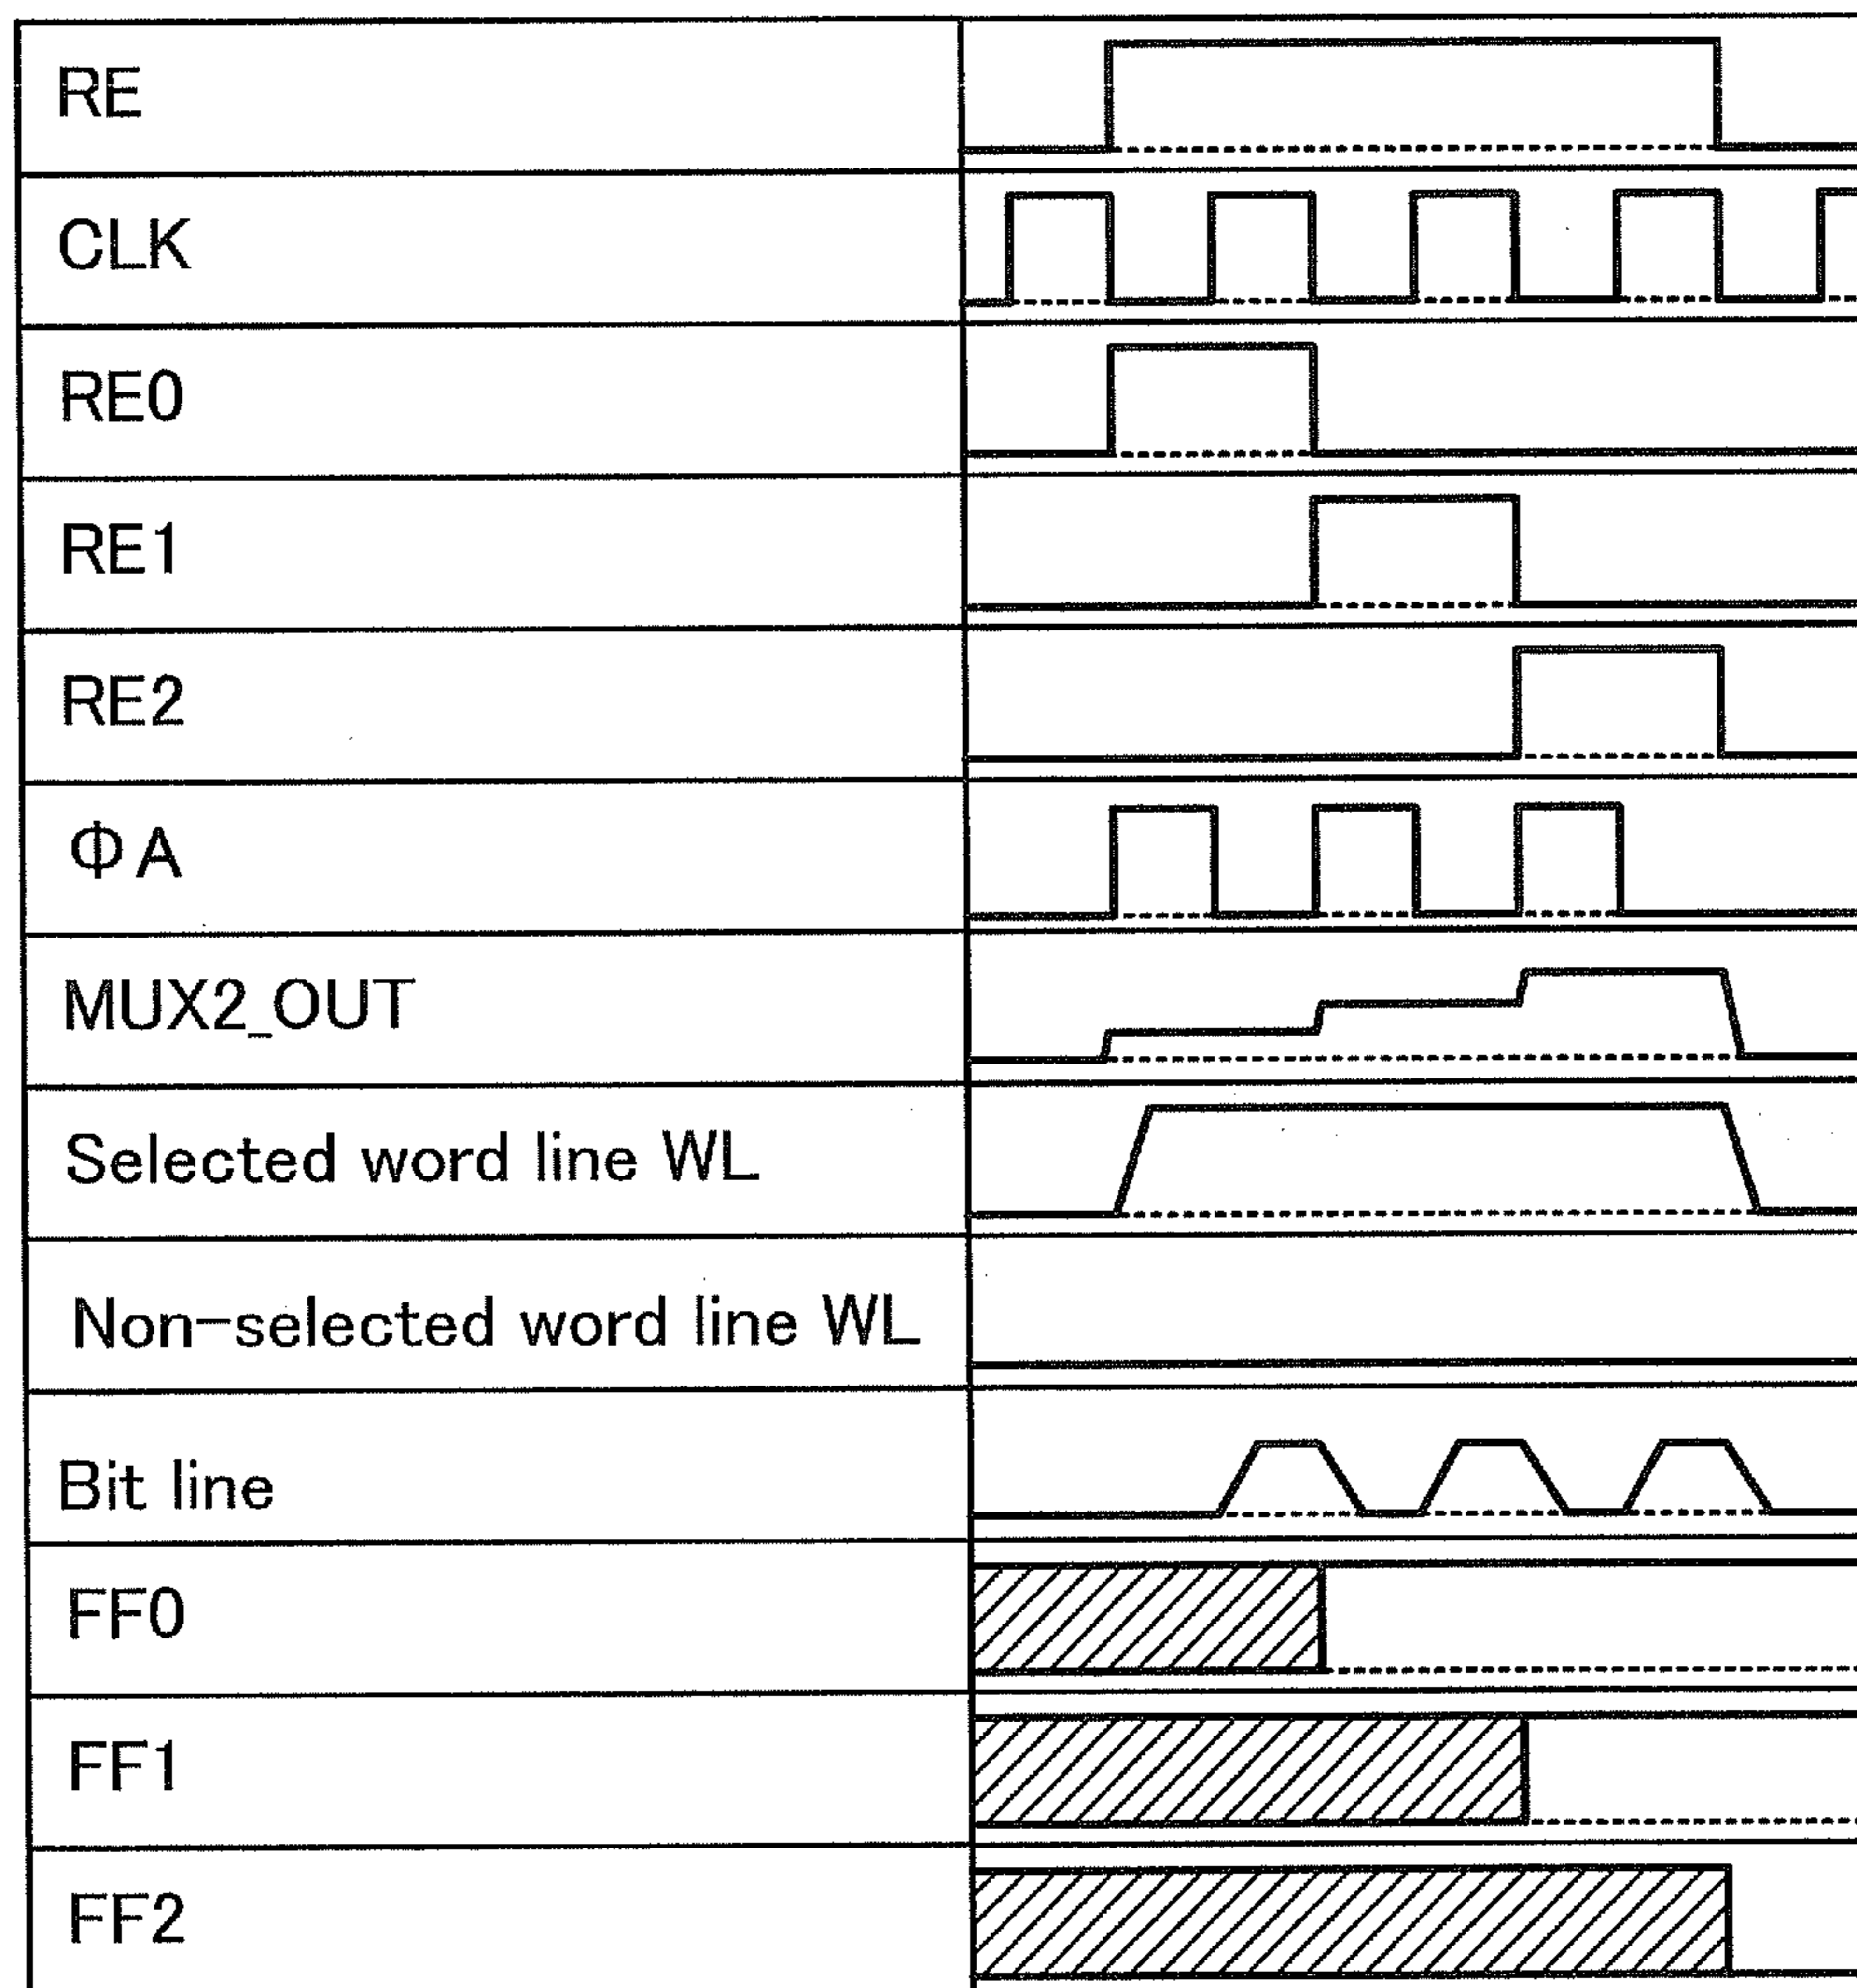 RE
CLK
RE0
RE1
RE2
ΦA
MUX2_OUT
Selected word line WL
Non-selected word line WL
Bit line
FF0
FF1
FF2